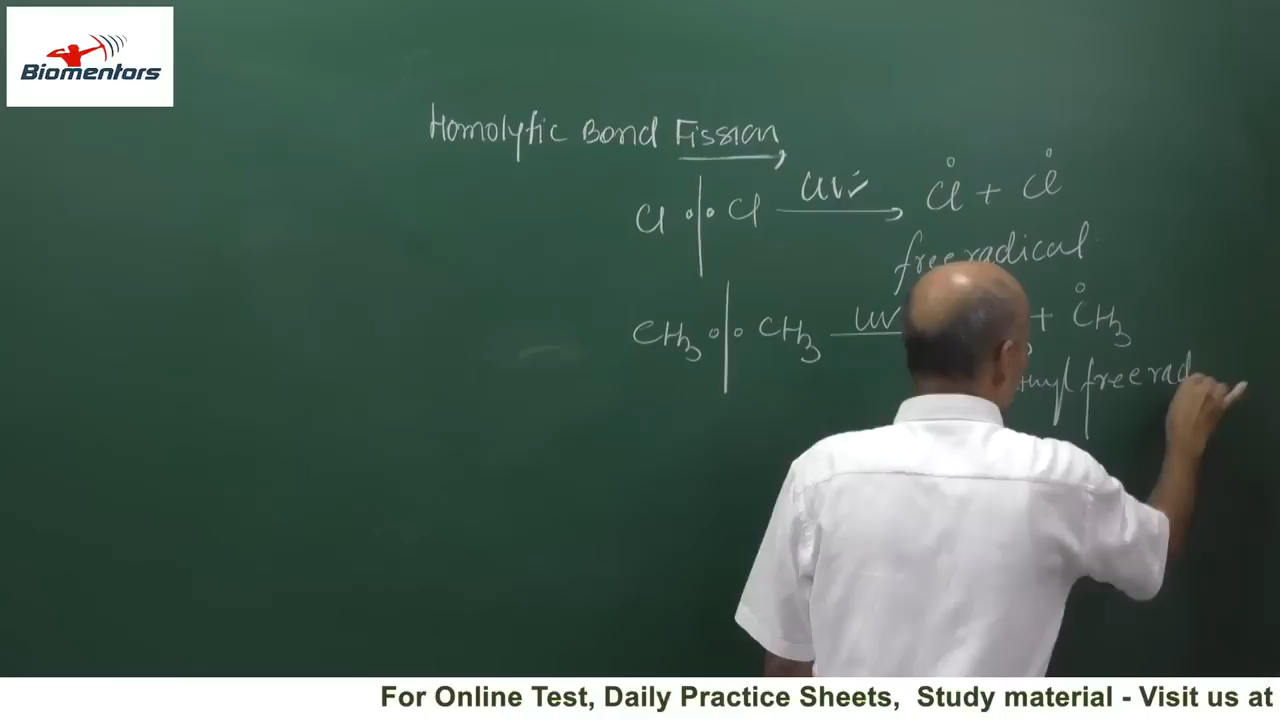 Biomentors
Homolytic Bond Fission,
Cl : Cl UV → Cl• + Cl•
free radical
CH3 : CH3 UV + •CH3
thyl free rad
For Online Test, Daily Practice Sheets, Study material - Visit us at